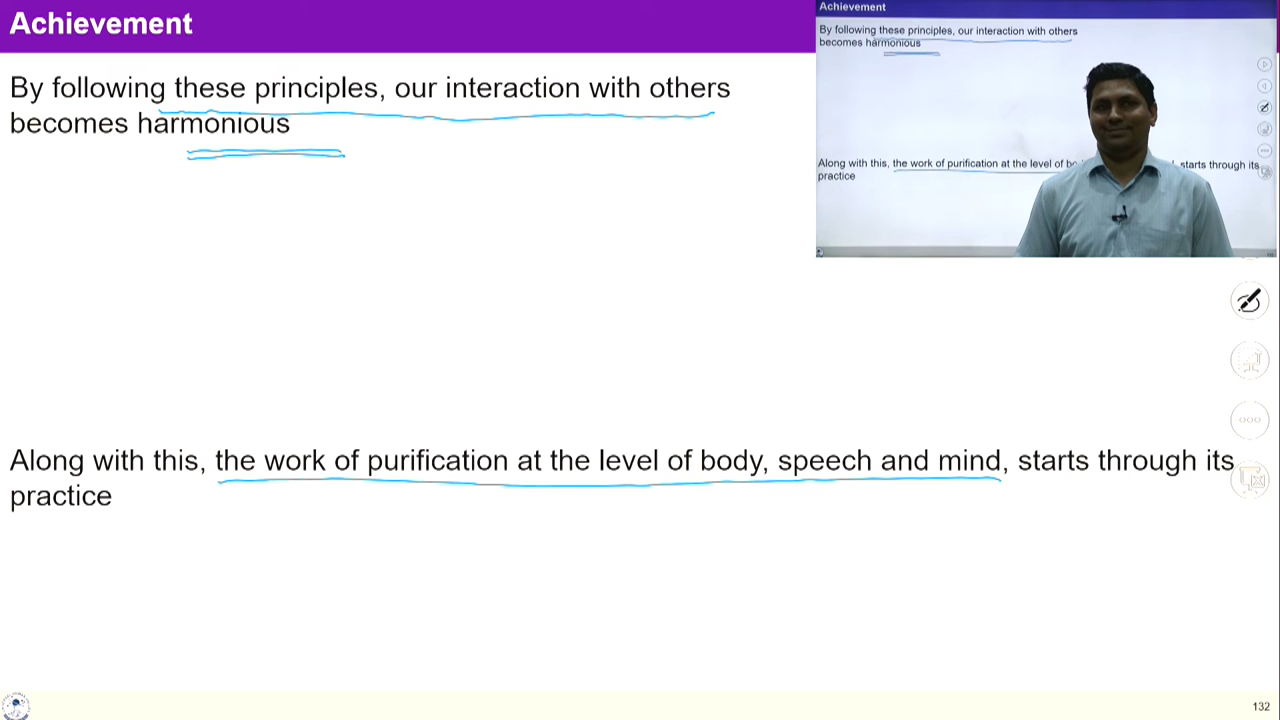 Achievement
By following these principles, our interaction with others
becomes harmonious
Along with this, the work of purification at the level of body, speech and mind, starts through its
practice
132
Achievement
By following these principles, our interaction with others
becomes harmonious
Along with this, the work of purification at the level of
starts through its
practice